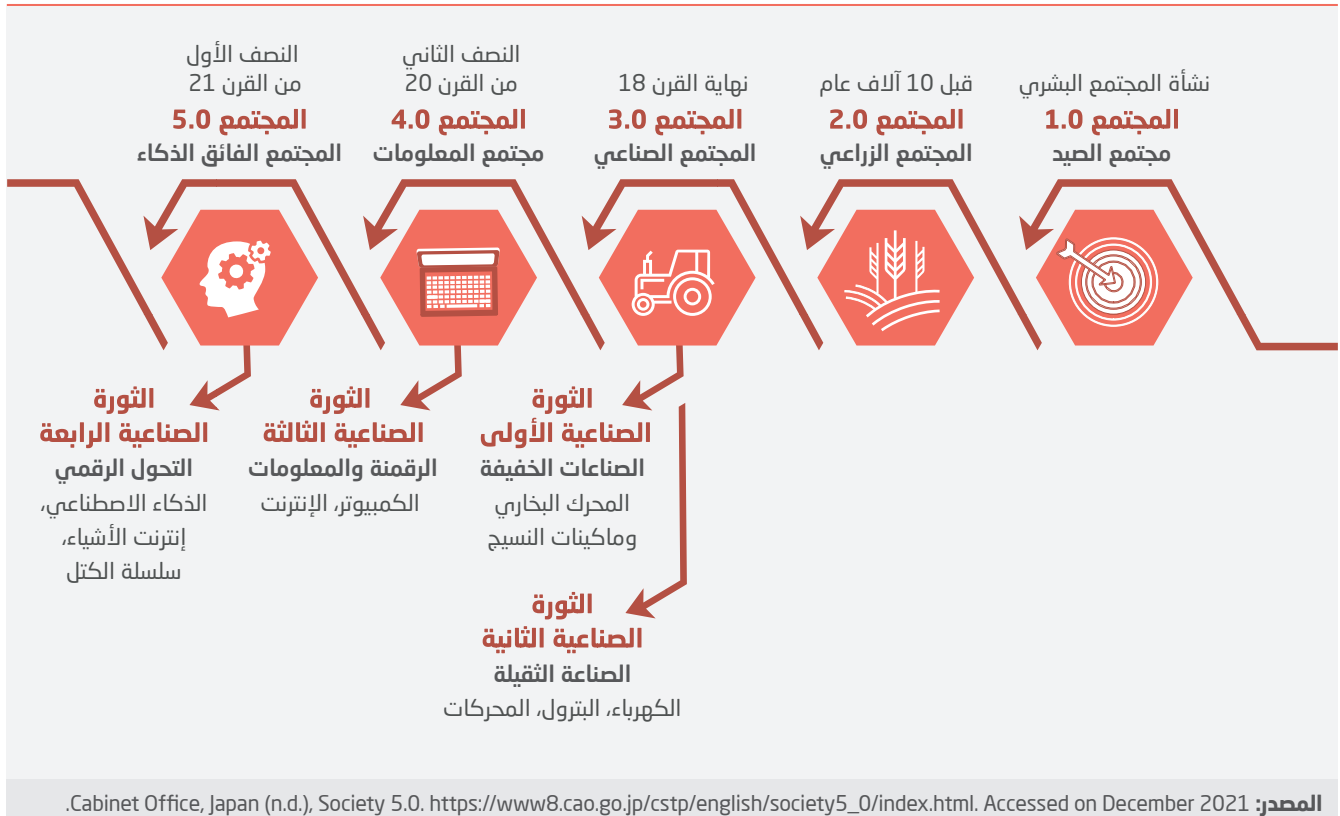 نشأة المجتمع البشري
المجتمع 1.0
مجتمع الصيد
قبل 10 آلاف عام
المجتمع 2.0
المجتمع الزراعي
نهاية القرن 18
المجتمع 3.0
المجتمع الصناعي
النصف الثاني
من القرن 20
المجتمع 4.0
مجتمع المعلومات
النصف الأول
من القرن 21
المجتمع 5.0
المجتمع الفائق الذكاء
الثورة
الصناعية الأولى
الصناعات الخفيفة
المحرك البخاري
وماكينات النسيج
الثورة
الصناعية الثانية
الصناعة الثقيلة
الكهرباء، البترول، المحركات
الثورة
الصناعية الثالثة
الرقمنة والمعلومات
الكمبيوتر، الإنترنت
الثورة
الصناعية الرابعة
التحول الرقمي
الذكاء الاصطناعي،
إنترنت الأشياء،
سلسلة الكتل
المصدر: Cabinet Office, Japan (n.d.), Society 5.0. https://www8.cao.go.jp/cstp/english/society5_0/index.html. Accessed on December 2021.